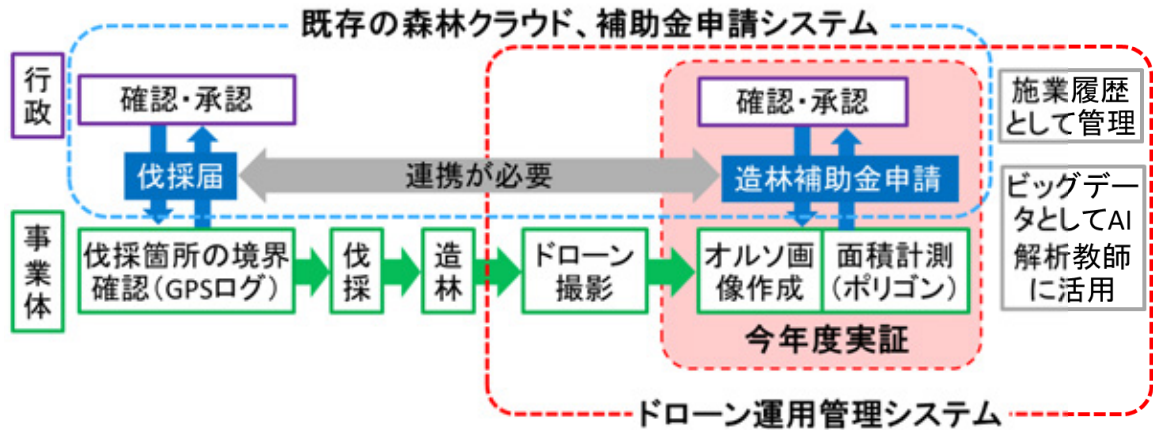 既存の森林クラウド、補助金申請システム
行政
確認・承認
確認・承認
施業履歴
として管理
伐採届
連携が必要
造林補助金申請
ビッグデー
タとしてAI
解析教師
に活用
事業体
伐採箇所の境界
確認(GPSログ)
伐採
造林
ドローン
撮影
オルソ画
像作成
面積計測
(ポリゴン)
今年度実証
ドローン運用管理システム